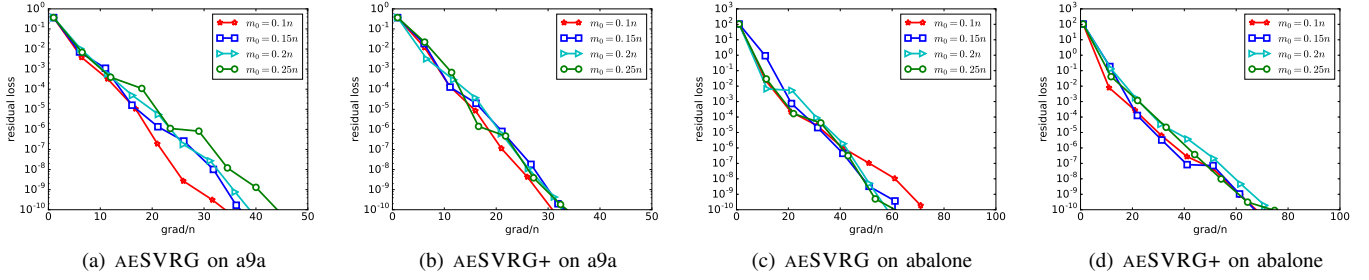 10^0
10^-1
10^-2
10^-3
10^-4
10^-5
10^-6
10^-7
10^-8
10^-9
10^-10
residual loss
0 10 20 30 40 50
grad/n
m_0 = 0.1n
m_0 = 0.15n
m_0 = 0.2n
m_0 = 0.25n
(a) AESVRG on a9a
10^0
10^-1
10^-2
10^-3
10^-4
10^-5
10^-6
10^-7
10^-8
10^-9
10^-10
residual loss
0 10 20 30 40 50
grad/n
m_0 = 0.1n
m_0 = 0.15n
m_0 = 0.2n
m_0 = 0.25n
(b) AESVRG+ on a9a
10^3
10^2
10^1
10^0
10^-1
10^-2
10^-3
10^-4
10^-5
10^-6
10^-7
10^-8
10^-9
10^-10
residual loss
0 20 40 60 80 100
grad/n
m_0 = 0.1n
m_0 = 0.15n
m_0 = 0.2n
m_0 = 0.25n
(c) AESVRG on abalone
10^3
10^2
10^1
10^0
10^-1
10^-2
10^-3
10^-4
10^-5
10^-6
10^-7
10^-8
10^-9
10^-10
residual loss
0 20 40 60 80 100
grad/n
m_0 = 0.1n
m_0 = 0.15n
m_0 = 0.2n
m_0 = 0.25n
(d) AESVRG+ on abalone